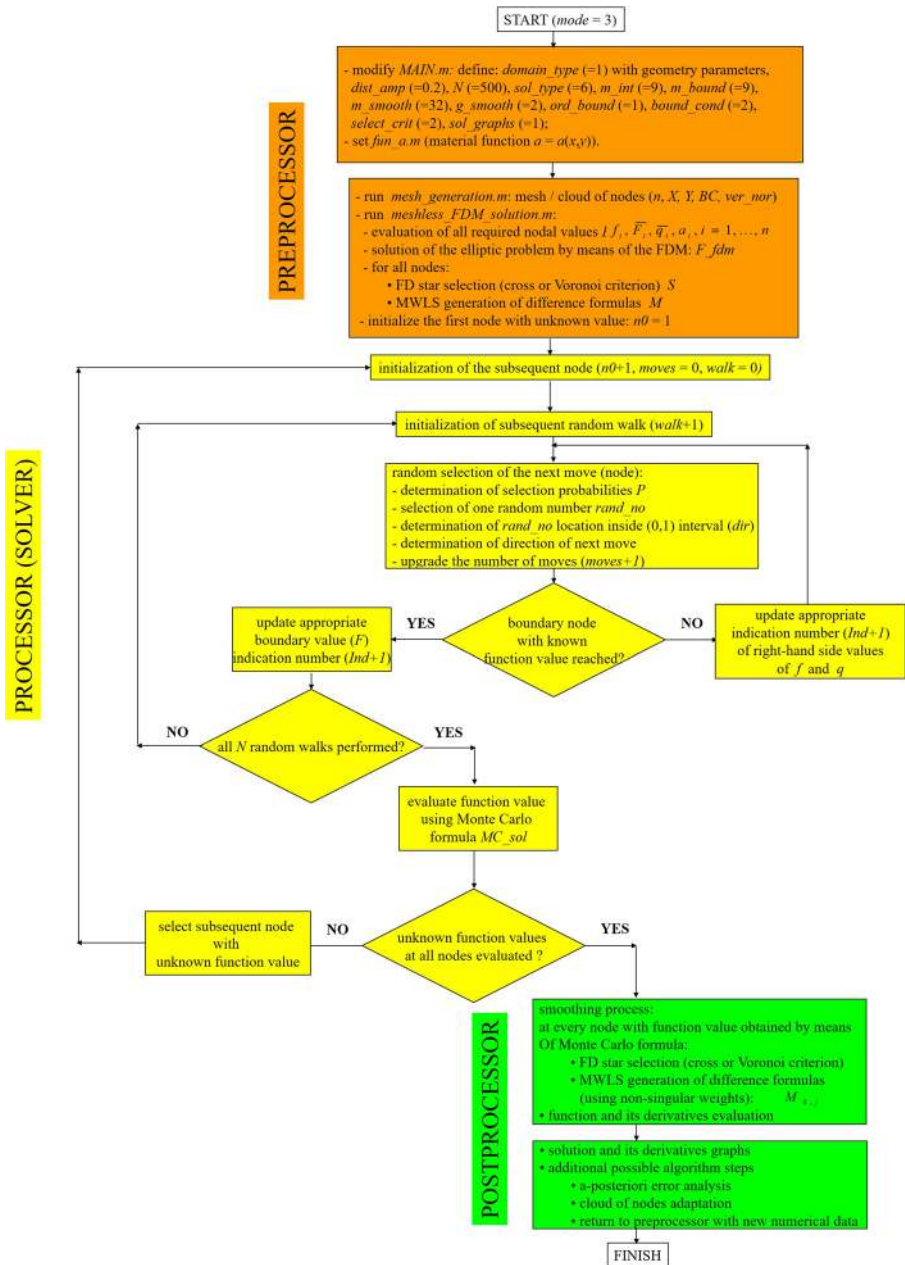 START (mode = 3)
PREPROCESSOR
- modify MAIN.m: define: domain_type (=1) with geometry parameters,
dist_amp (=0.2), N (=500), sol_type (=6), m_int (=9), m_bound (=9),
m_smooth (=32), g_smooth (=2), ord_bound (=1), bound_cond (=2),
select_crit (=2), sol_graphs (=1);
- set fun_a.m (material function a = a(x,y)).
- run mesh_generation.m: mesh / cloud of nodes (n, X, Y, BC, ver_nor)
- run meshless_FDM_solution.m:
- evaluation of all required nodal values f i , F i , q i , a i , i = 1, ..., n
- solution of the elliptic problem by means of the FDM: F_fdm
- for all nodes:
• FD star selection (cross or Voronoi criterion) S
• MWLS generation of difference formulas M
- initialize the first node with unknown value: n0 = 1
PROCESSOR (SOLVER)
initialization of the subsequent node (n0+1, moves = 0, walk = 0)
initialization of subsequent random walk (walk+1)
random selection of the next move (node):
- determination of selection probabilities P
- selection of one random number rand_no
- determination of rand_no location inside (0,1) interval (dir)
- determination of direction of next move
- upgrade the number of moves (moves+1)
boundary node
with known
function value reached?
YES
NO
update appropriate
boundary value (F)
indication number (Ind+1)
update appropriate
indication number (Ind+1)
of right-hand side values
of f and q
all N random walks performed?
NO
YES
evaluate function value
using Monte Carlo
formula MC_sol
unknown function values
at all nodes evaluated ?
NO
YES
select subsequent node
with
unknown function value
POSTPROCESSOR
smoothing process:
at every node with function value obtained by means
Of Monte Carlo formula:
• FD star selection (cross or Voronoi criterion)
• MWLS generation of difference formulas
(using non-singular weights): M
• function and its derivatives evaluation
• solution and its derivatives graphs
• additional possible algorithm steps
• a-posteriori error analysis
• cloud of nodes adaptation
• return to preprocessor with new numerical data
FINISH